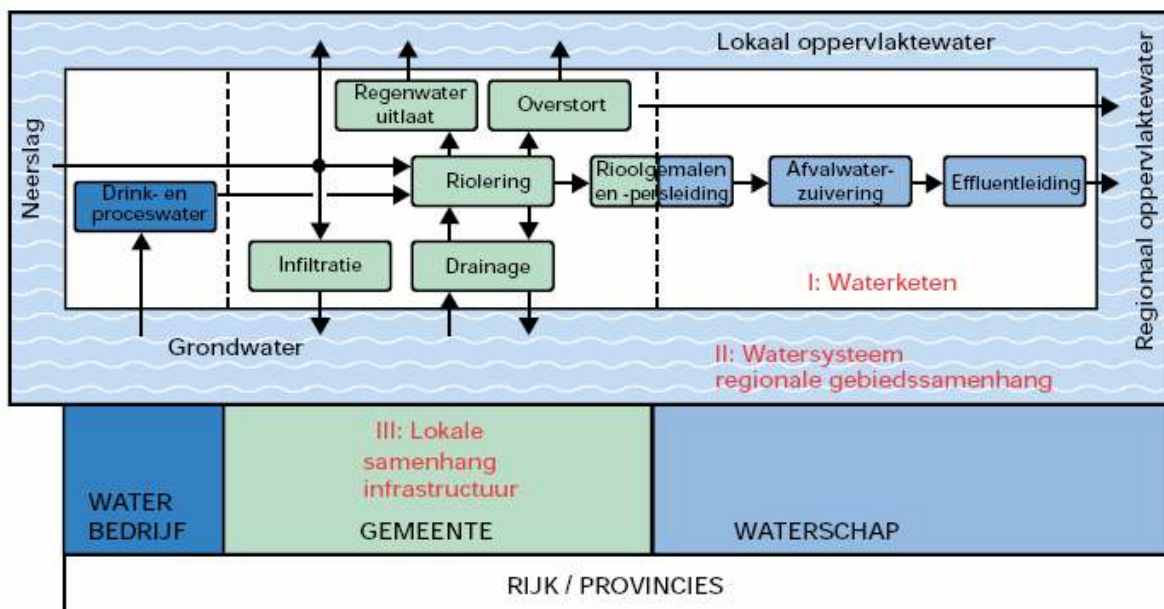 Lokaal oppervlaktewater
Regenwater
uitlaat
Overstort
Neerslag
Riolering
Rioolgemalen
en -persleiding
Afvalwater-
zuivering
Effluentleiding
Drink- en
proceswater
Infiltratie
Drainage
I: Waterketen
Regionaal oppervlaktewater
Grondwater
II: Watersysteem
regionale gebiedssamenhang
III: Lokale
samenhang
infrastructuur
WATER
BEDRIJF
GEMEENTE
WATERSCHAP
RIJK / PROVINCIES